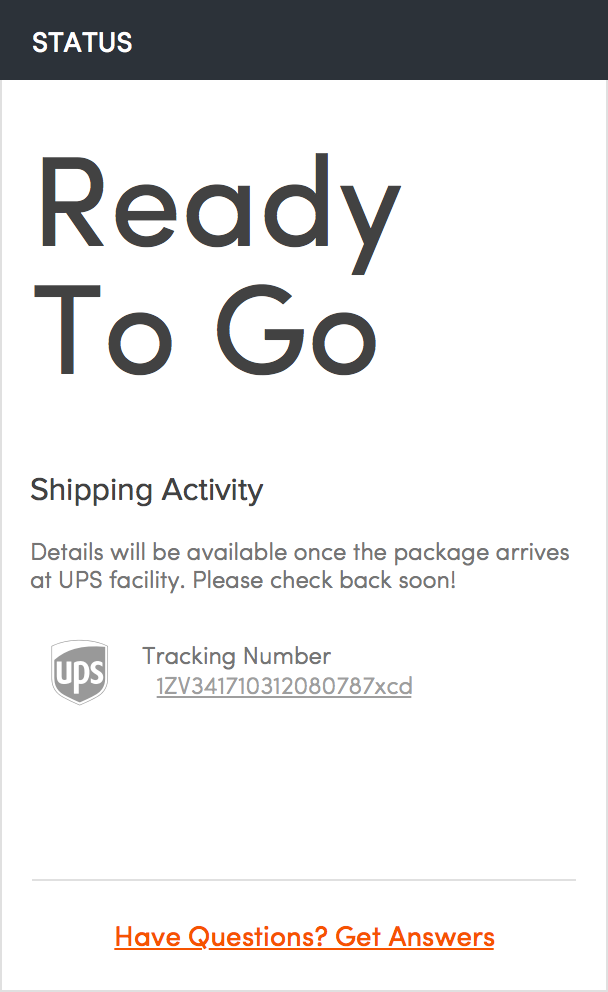 STATUS
Ready
To Go
Shipping Activity
Details will be available once the package arrives
at UPS facility. Please check back soon!
ups
Tracking Number
1ZV341710312080787xcd
Have Questions? Get Answers